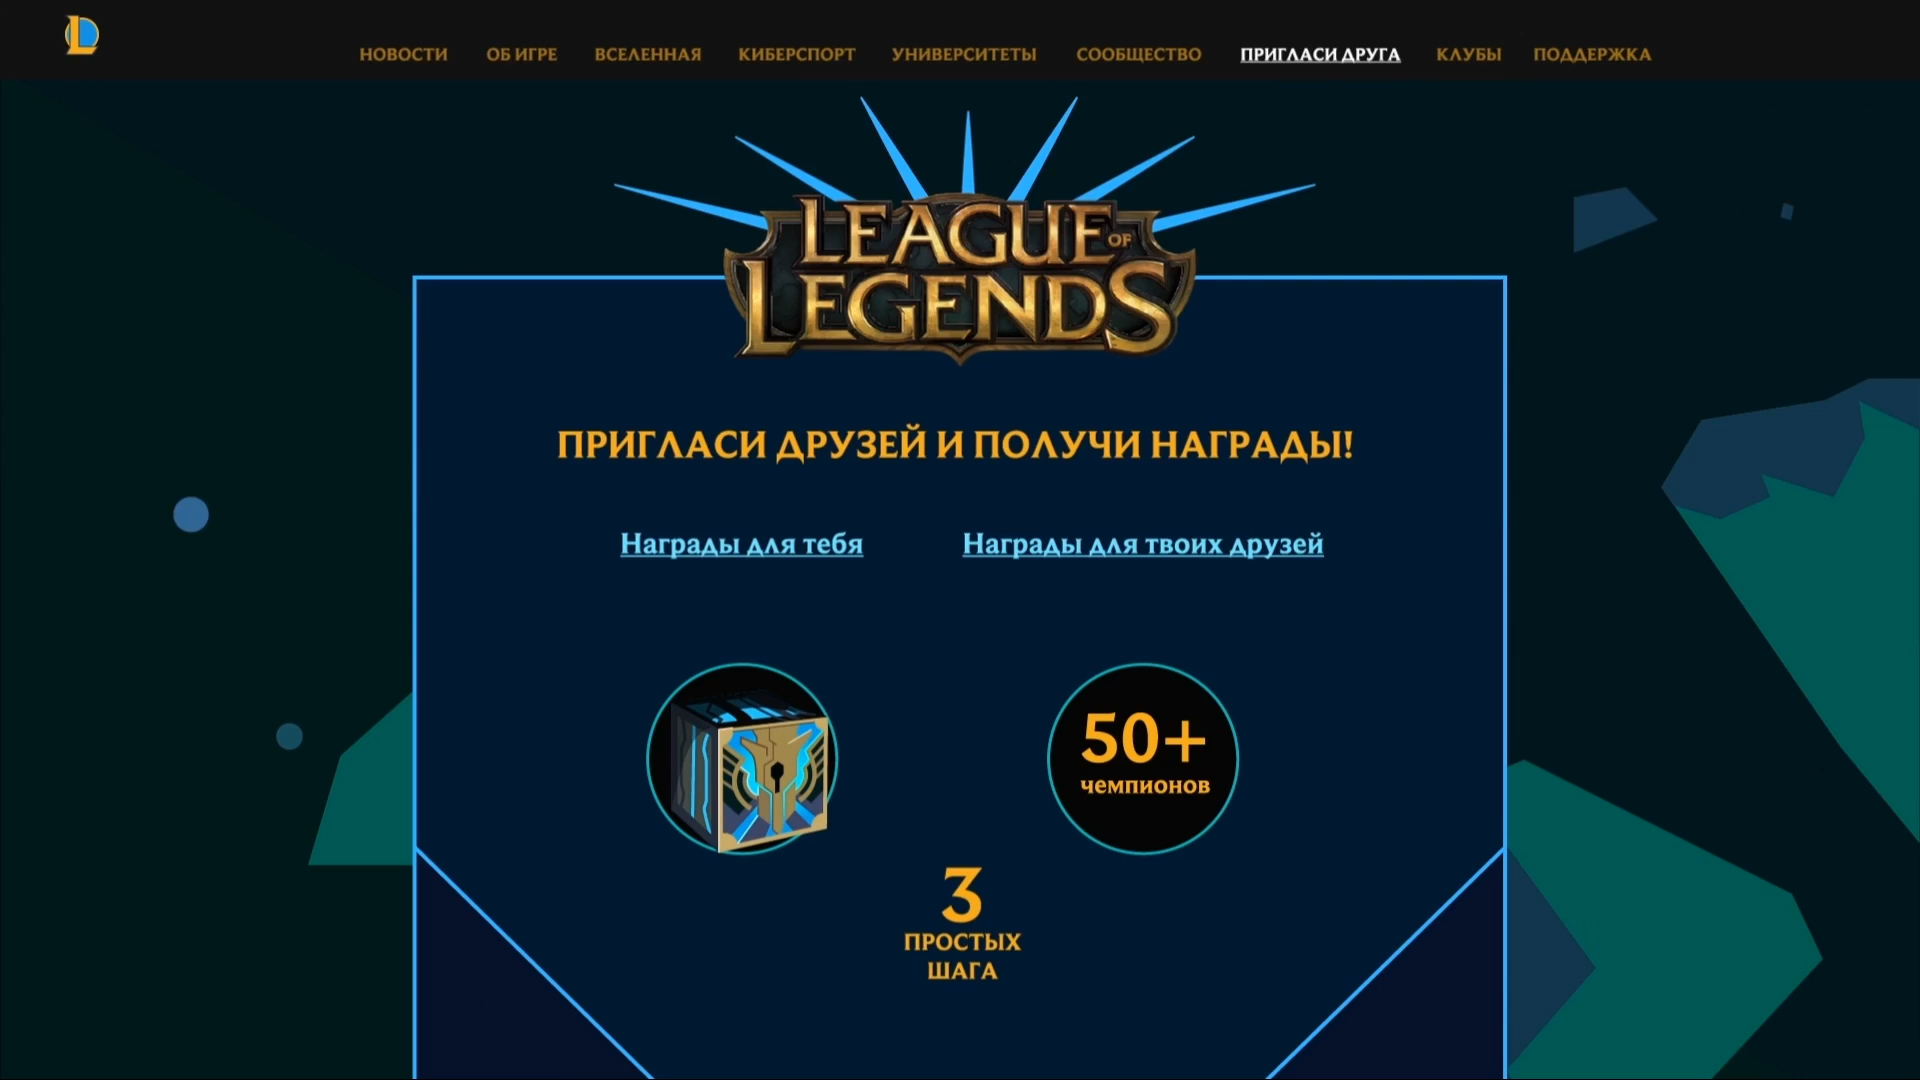 НОВОСТИ ОБ ИГРЕ ВСЕЛЕННАЯ КИБЕРСПОРТ УНИВЕРСИТЕТЫ СООБЩЕСТВО ПРИГЛАСИ ДРУГА КЛУБЫ ПОДДЕРЖКА
LEAGUE OF
LEGENDS
ПРИГЛАСИ ДРУЗЕЙ И ПОЛУЧИ НАГРАДЫ!
Награды для тебя Награды для твоих друзей
50+
чемпионов
3
ПРОСТЫХ
ШАГА